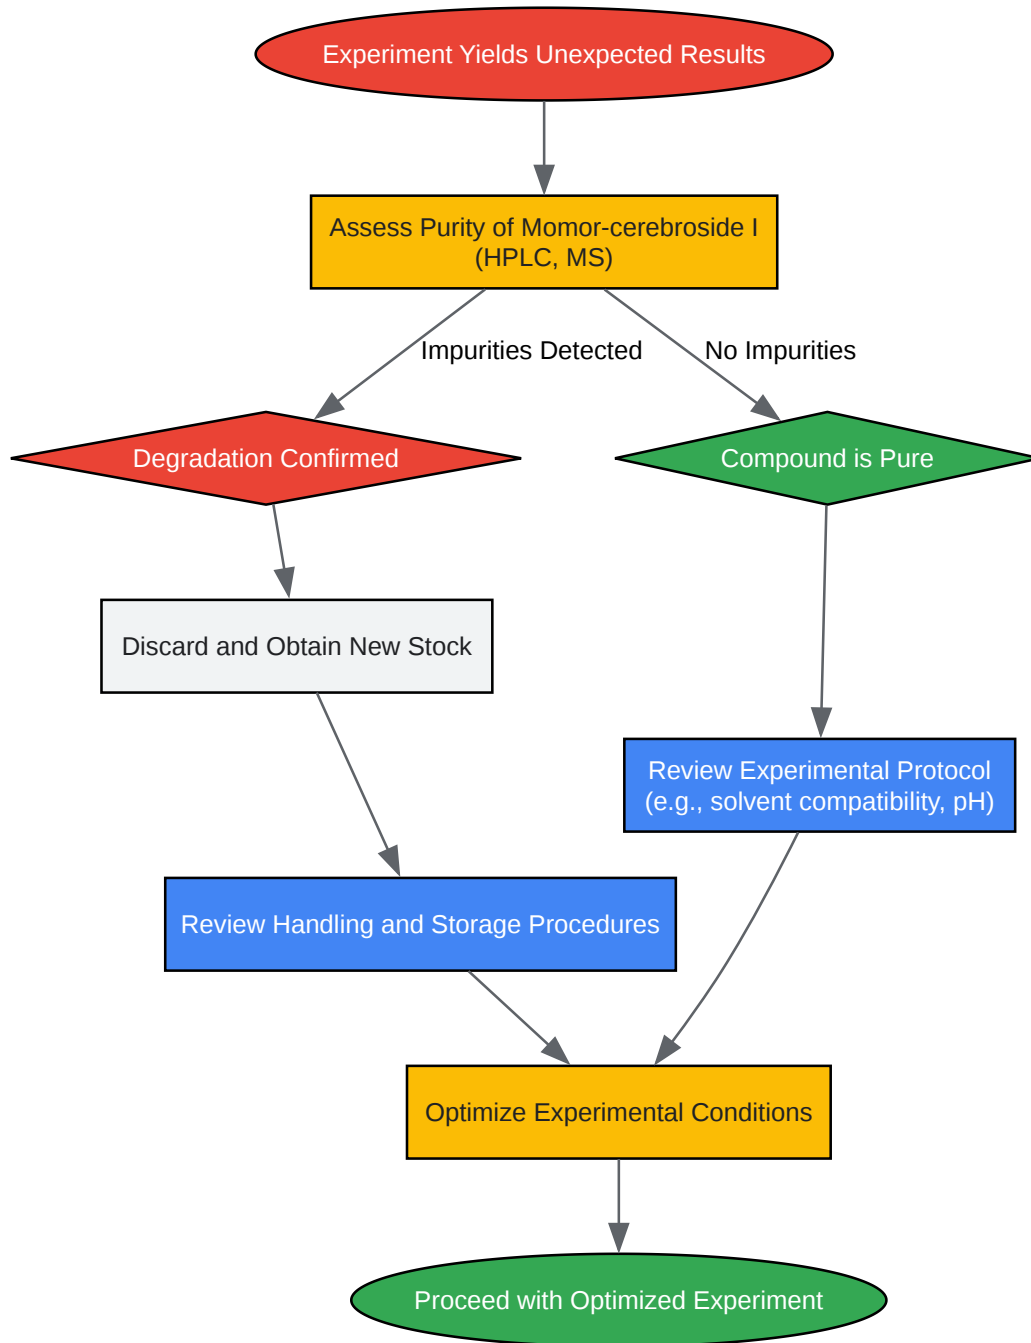 Experiment Yields Unexpected Results
Assess Purity of Momor-cerebroside I
(HPLC, MS)
Impurities Detected
No Impurities
Degradation Confirmed
Compound is Pure
Discard and Obtain New Stock
Review Experimental Protocol
(e.g., solvent compatibility, pH)
Review Handling and Storage Procedures
Optimize Experimental Conditions
Proceed with Optimized Experiment